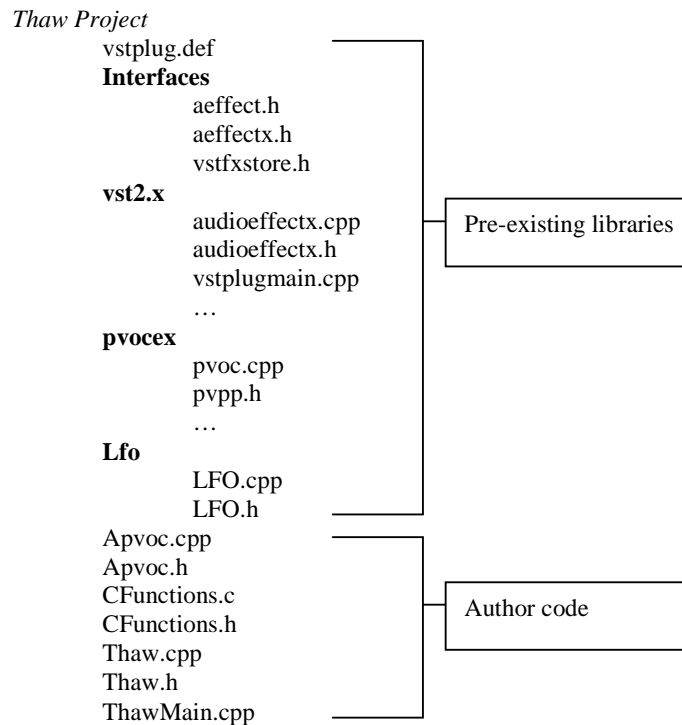 Thaw Project
vstplug.def
Interfaces
aeffect.h
aeffectx.h
vstfxstore.h
vst2.x
audioeffectx.cpp
audioeffectx.h
vstplugmain.cpp
…
pvocex
pvoc.cpp
pvpp.h
…
Lfo
LFO.cpp
LFO.h
Pre-existing libraries
Apvoc.cpp
Apvoc.h
CFunctions.c
CFunctions.h
Thaw.cpp
Thaw.h
ThawMain.cpp
Author code